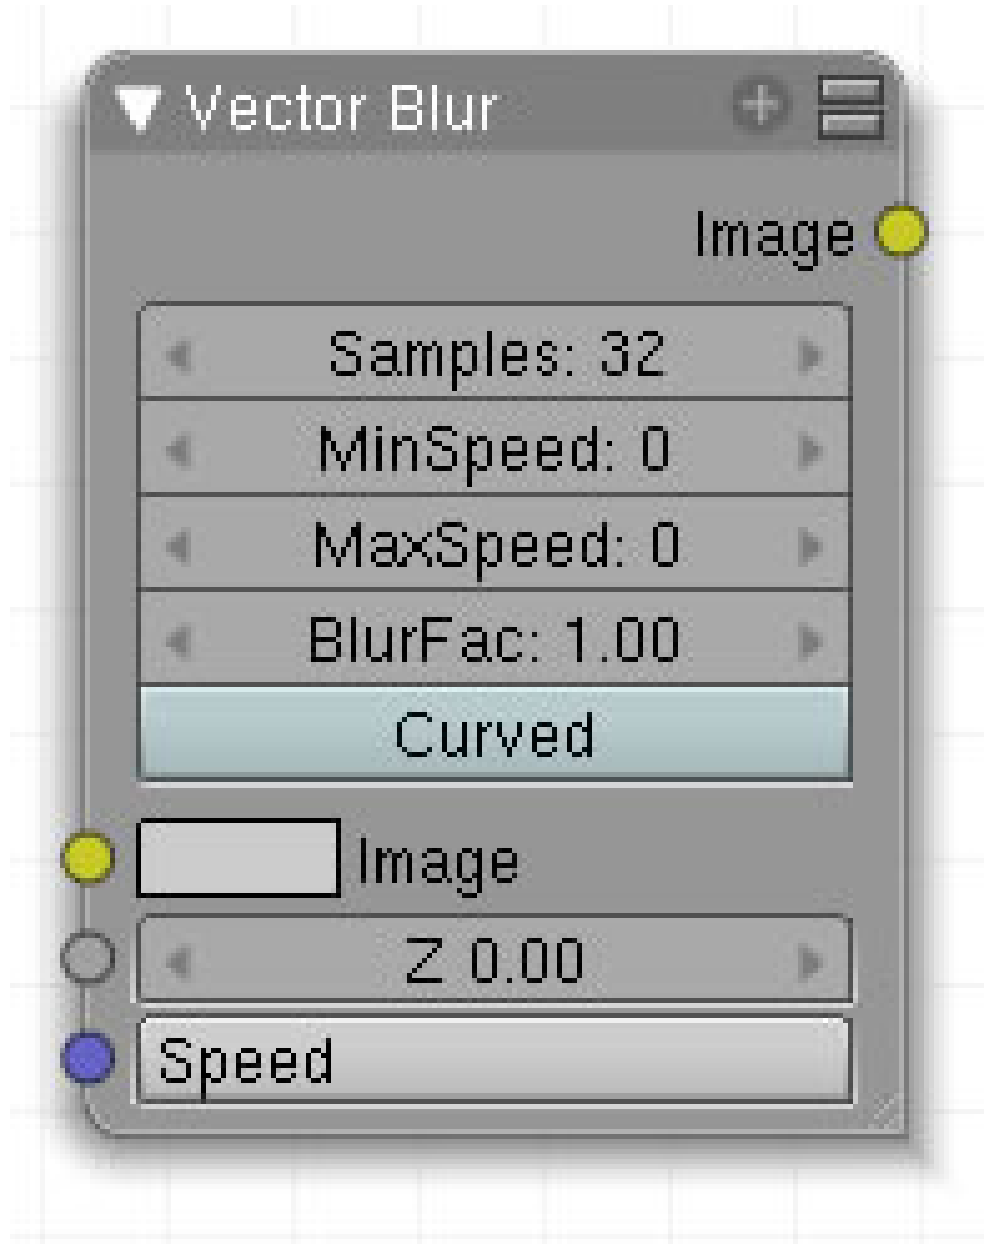 Vector Blur
Image
Samples: 32
MinSpeed: 0
MaxSpeed: 0
BlurFac: 1.00
Curved
Image
Z 0.00
Speed